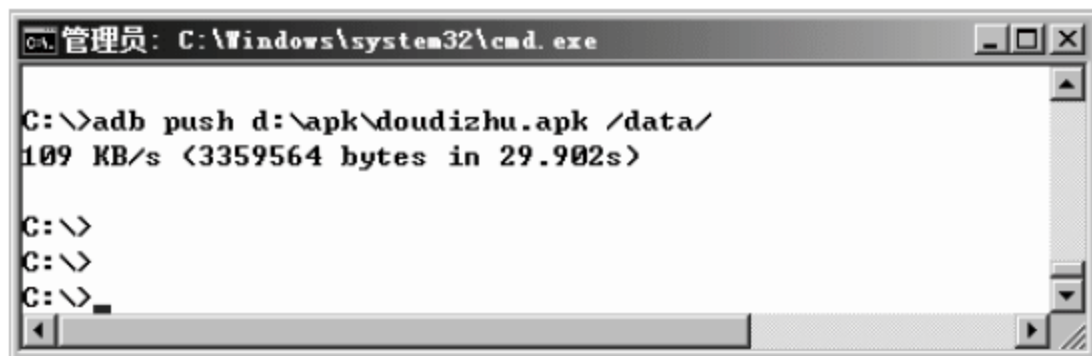 管理员: C:\Windows\system32\cmd.exe
C:\>adb push d:\apk\doudizhu.apk /data/
109 KB/s (3359564 bytes in 29.902s)
C:\>
C:\>
C:\>_